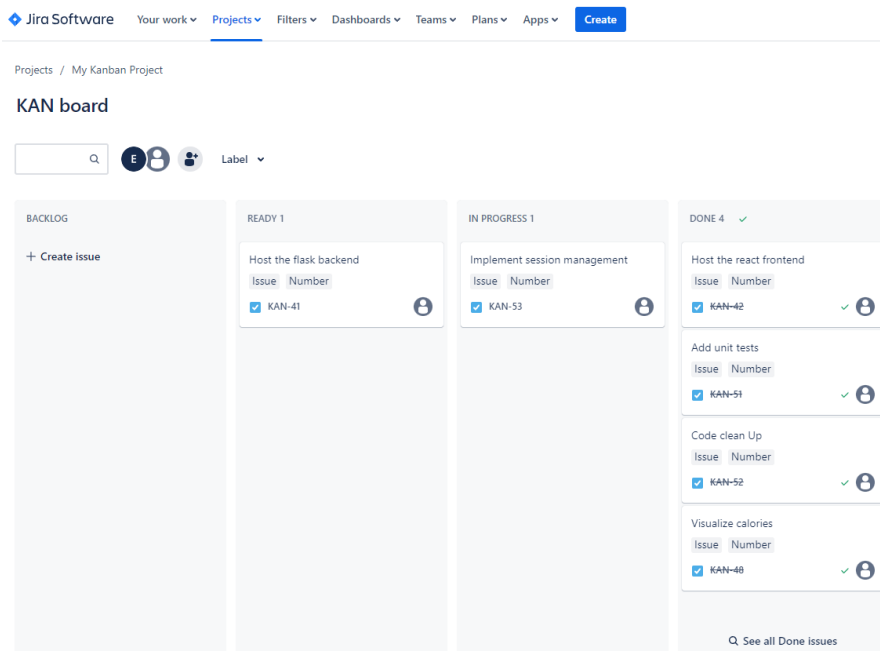 Jira Software Your work Projects Filters Dashboards Teams Plans Apps Create
Projects / My Kanban Project
KAN board
E Label
BACKLOG
+ Create issue
READY 1
Host the flask backend
Issue Number
KAN-41
IN PROGRESS 1
Implement session management
Issue Number
KAN-53
DONE 4
Host the react frontend
Issue Number
KAN-42
Add unit tests
Issue Number
KAN-51
Code clean Up
Issue Number
KAN-52
Visualize calories
Issue Number
KAN-48
See all Done issues